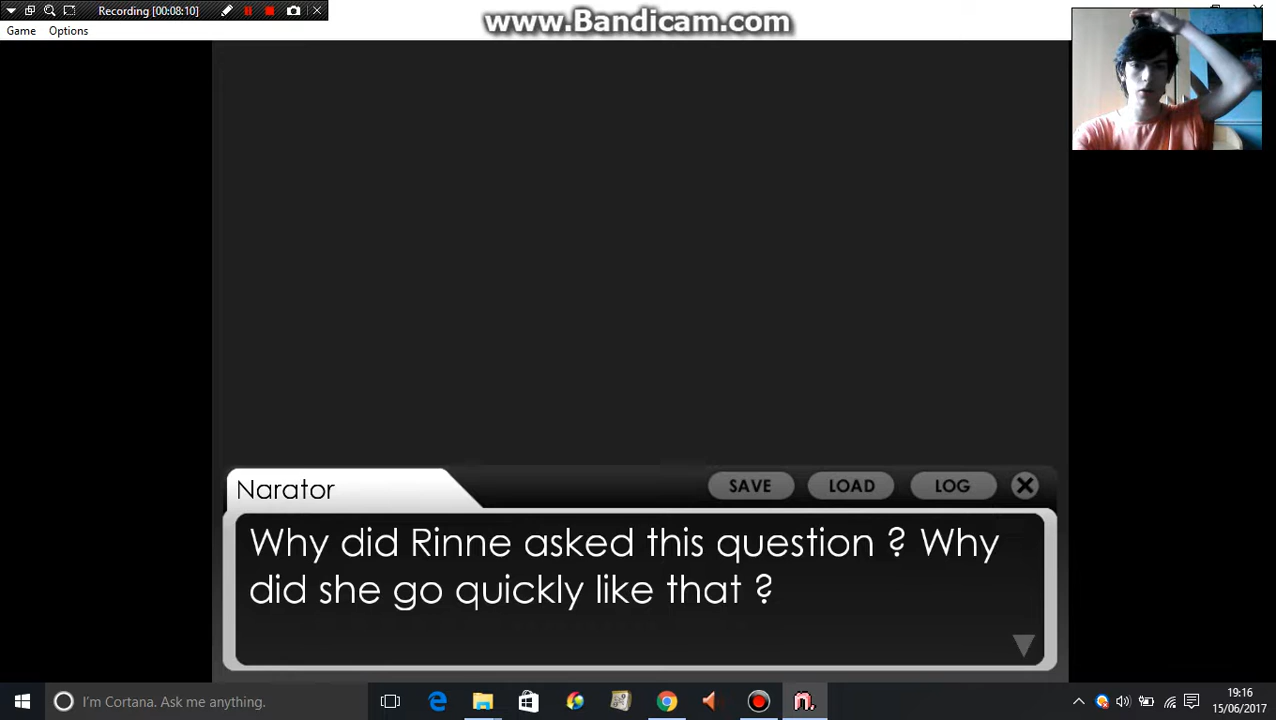 Recording [00:08:10]
www.Bandicam.com
Game Options
Narator
SAVE LOAD LOG
Why did Rinne asked this question ? Why
did she go quickly like that ?
I'm Cortana. Ask me anything.
19:16
15/06/2017